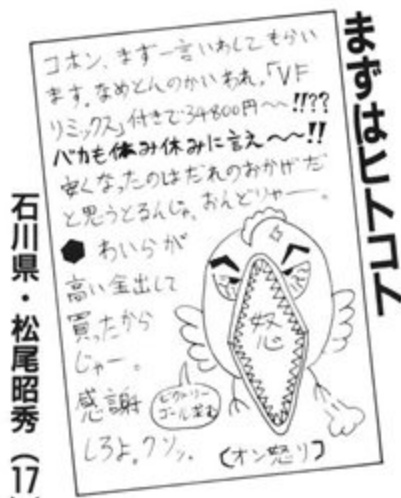 まずはヒトコト
コホン、まず一言いわしてもらい
ます。なめとんのかいわれ。「VF
リミックス」付きで34800円〜〜!!??
バカも休み休みに言え〜〜!!
安くなったのはだれのおかげだ
と思うとるんじゃ。おんどりゃー。
●わいらが
高い金出して
買ったから
じゃー。
感謝
しろよ。クソッ。
怒
ビクトリー
ゴール
(オン怒り)
石川県・松尾昭秀(17